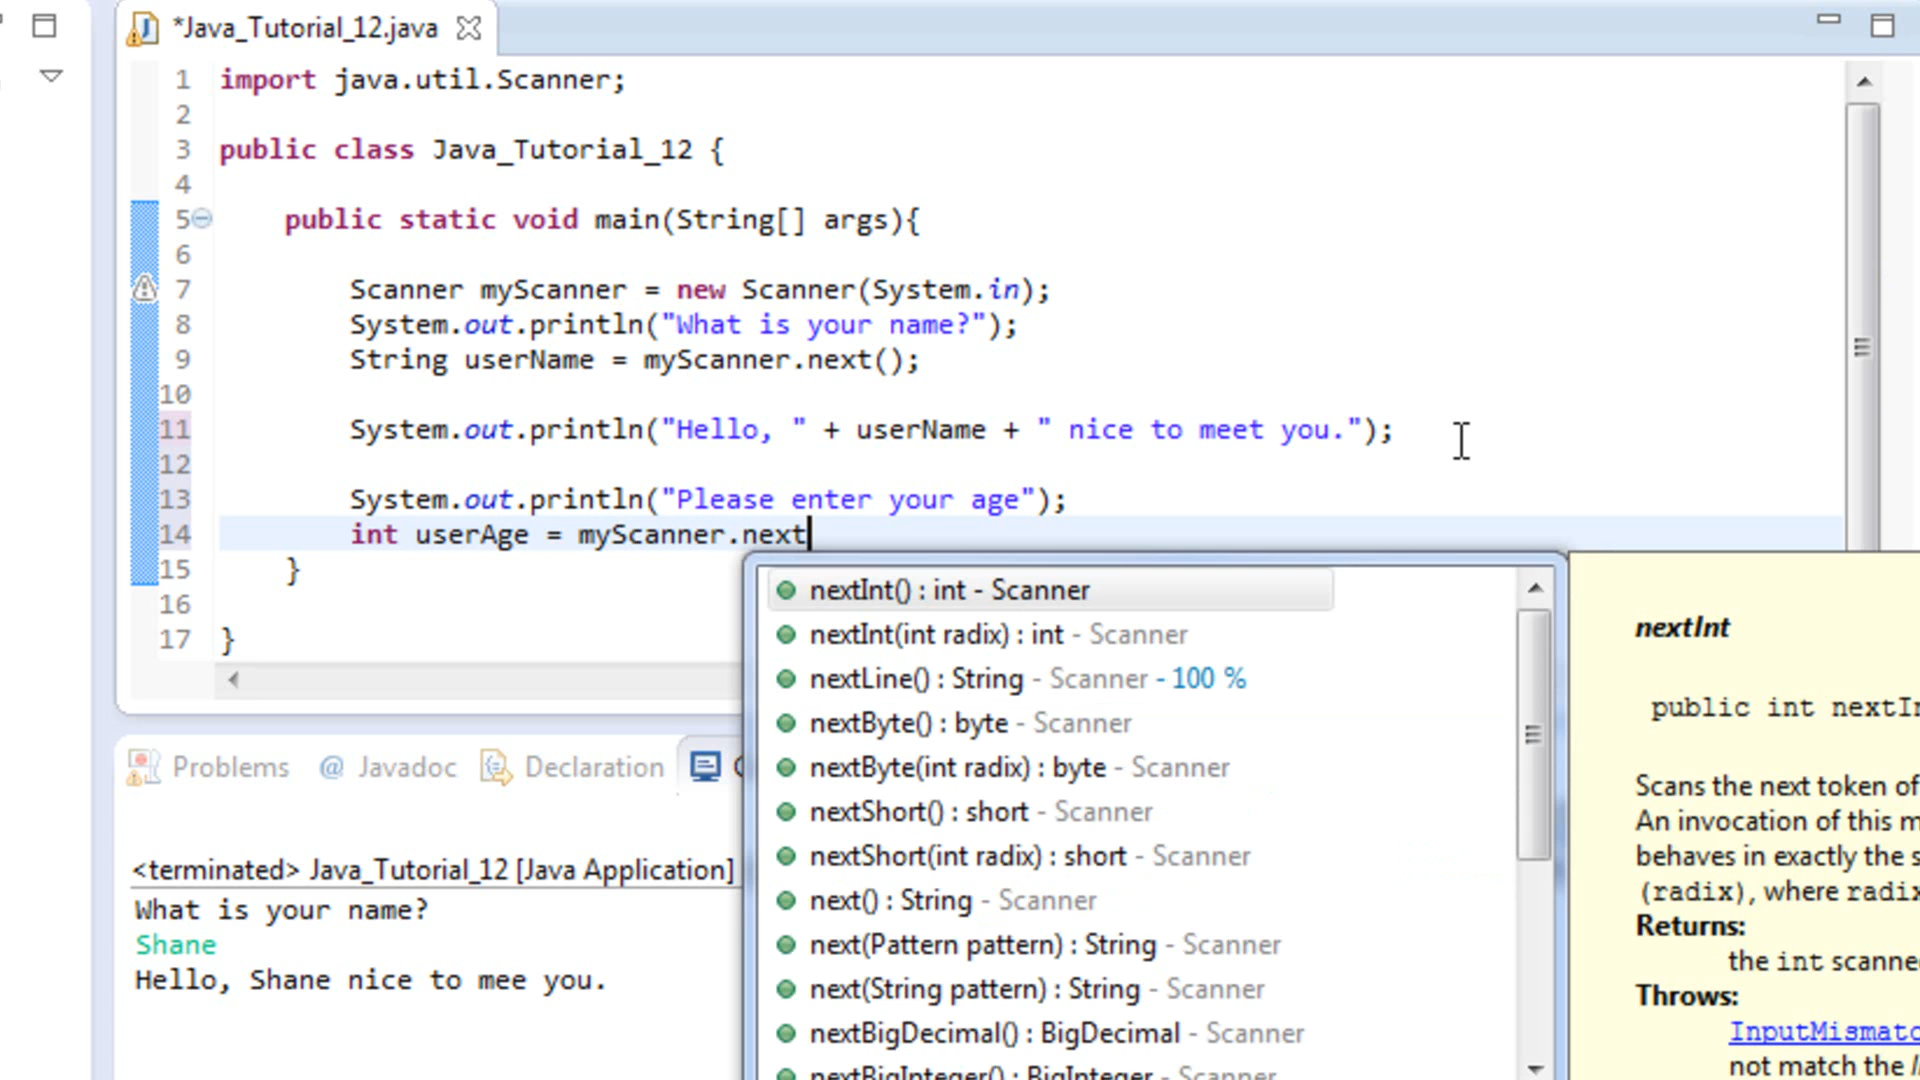 *Java_Tutorial_12.java
1 import java.util.Scanner;
2
3 public class Java_Tutorial_12 {
4
5 public static void main(String[] args){
6
7 Scanner myScanner = new Scanner(System.in);
8 System.out.println("What is your name?");
9 String userName = myScanner.next();
10
11 System.out.println("Hello, " + userName + " nice to meet you.");
12
13 System.out.println("Please enter your age");
14 int userAge = myScanner.next
15 }
16
17 }
nextInt() : int - Scanner
nextInt(int radix) : int - Scanner
nextLine() : String - Scanner - 100 %
nextByte() : byte - Scanner
nextByte(int radix) : byte - Scanner
nextShort() : short - Scanner
nextShort(int radix) : short - Scanner
next() : String - Scanner
next(Pattern pattern) : String - Scanner
next(String pattern) : String - Scanner
nextBigDecimal() : BigDecimal - Scanner
nextBigInteger() : BigInteger - Scanner
nextInt
public int nextIn
Scans the next token of
An invocation of this m
behaves in exactly the s
(radix), where radix
Returns:
the int scanne
Throws:
InputMismatc
not match the
Problems @ Javadoc Declaration
<terminated> Java_Tutorial_12 [Java Application]
What is your name?
Shane
Hello, Shane nice to mee you.